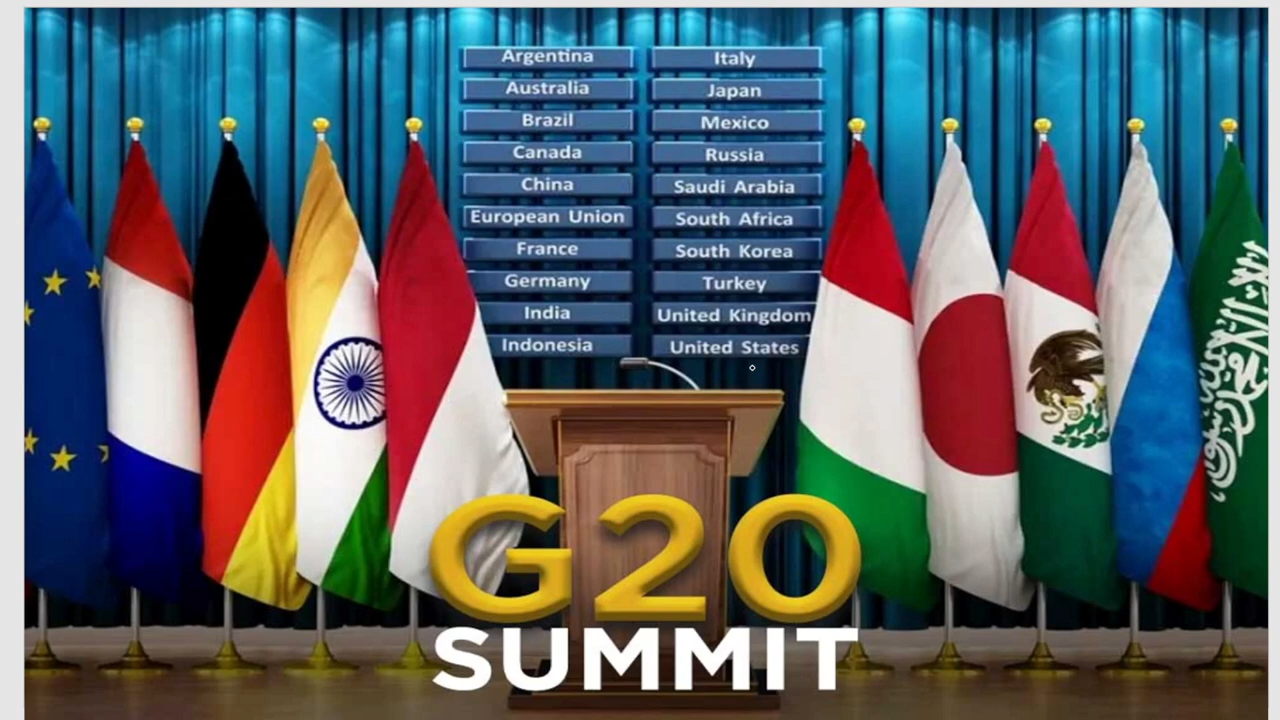 Argentina
Australia
Brazil
Canada
China
European Union
France
Germany
India
Indonesia
Italy
Japan
Mexico
Russia
Saudi Arabia
South Africa
South Korea
Turkey
United Kingdom
United States
G20
SUMMIT